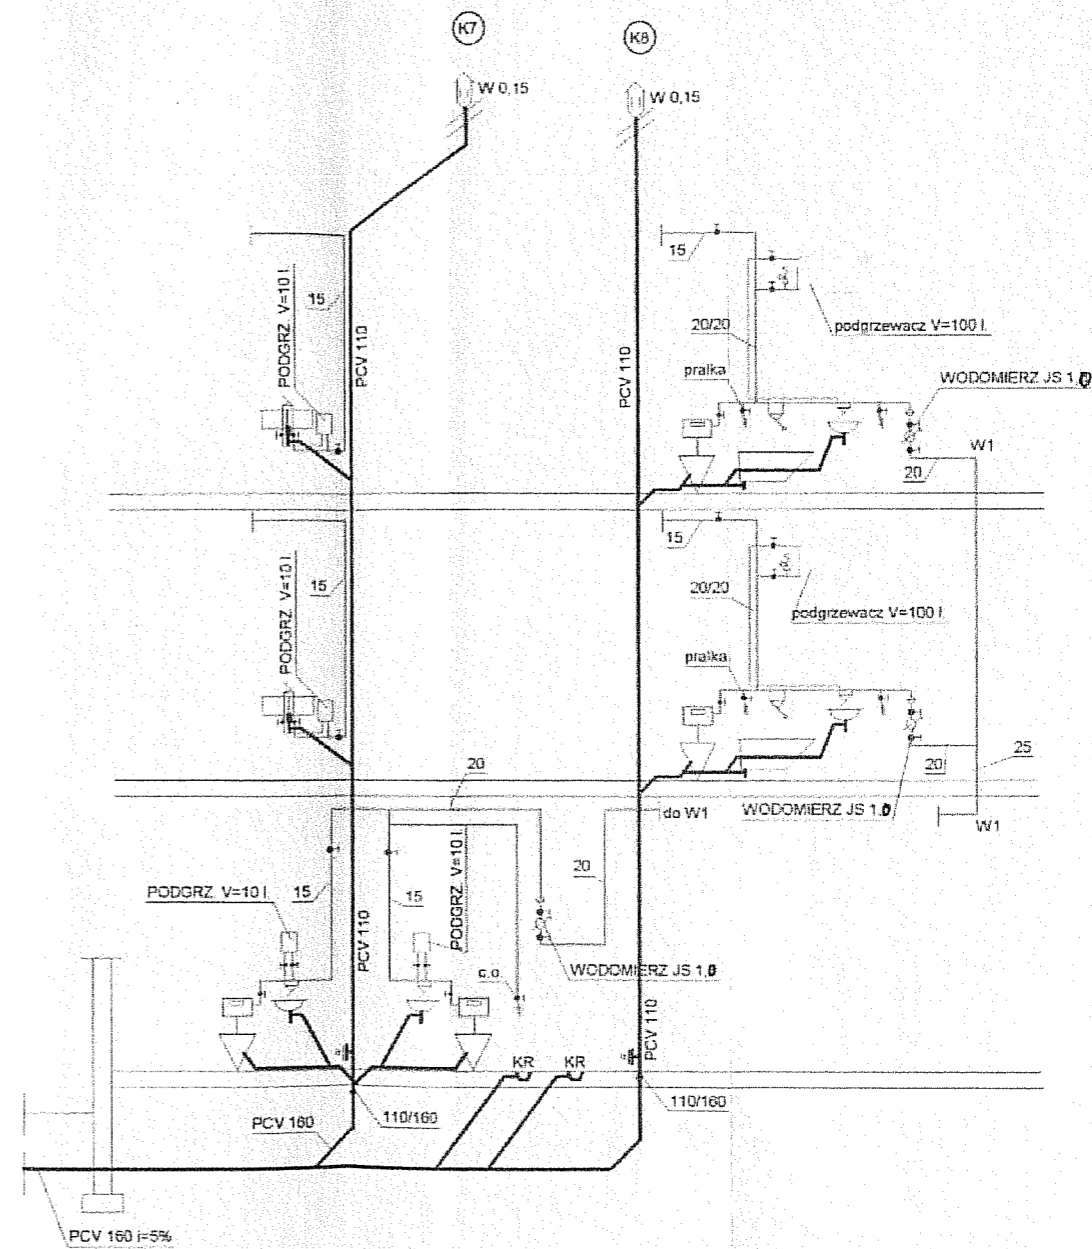 K7
K8
W 0,15
W 0,15
15
PODGRZ. V=10 l.
15
PCV 110
PCV 110
20/20
podgrzewacz V=100 l.
pralka
WODOMIERZ JS 1,0
W1
20
15
PODGRZ. V=10 l.
15
20/20
podgrzewacz V=100 l.
pralka
20
25
20
do W1
WODOMIERZ JS 1,0
W1
PODGRZ. V=10 l.
15
PCV 110
15
PODGRZ. V=10 l.
20
c.o.
WODOMIERZ JS 1,0
PCV 110
KR
KR
110/160
110/160
PCV 160
PCV 160 i=5%